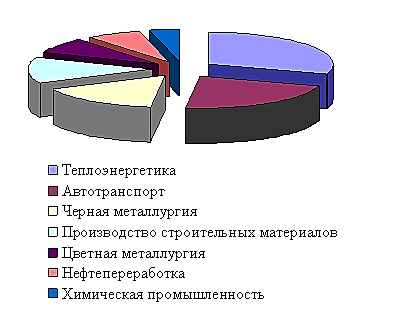 Теплоэнергетика
Автотранспорт
Черная металлургия
Производство строительных материалов
Цветная металлургия
Нефтепереработка
Химическая промышленность